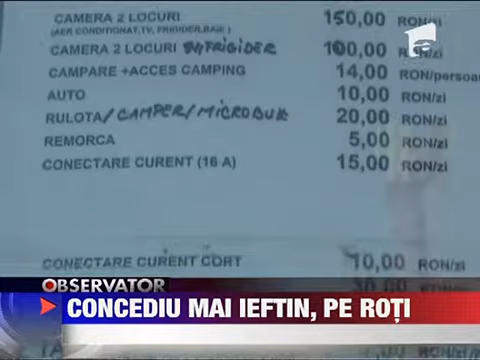 CAMERA 2 LOCURI 150,00 RON/zi
(AER CONDITIONAT,TV, FRIGIDER,BAIE)
CAMERA 2 LOCURI FRIGIDER 100,00 RON/zi
CAMPARE +ACCES CAMPING 14,00 RON/persoan
AUTO 10,00 RON/zi
RULOTA/CAMPER/MICROBUZ 20,00 RON/zi
REMORCA 5,00 RON/zi
CONECTARE CURENT (16 A) 15,00 RON/zi
CONECTARE CURENT CORT 10,00 RON/zi
OBSERVATOR
CONCEDIU MAI IEFTIN, PE ROȚI